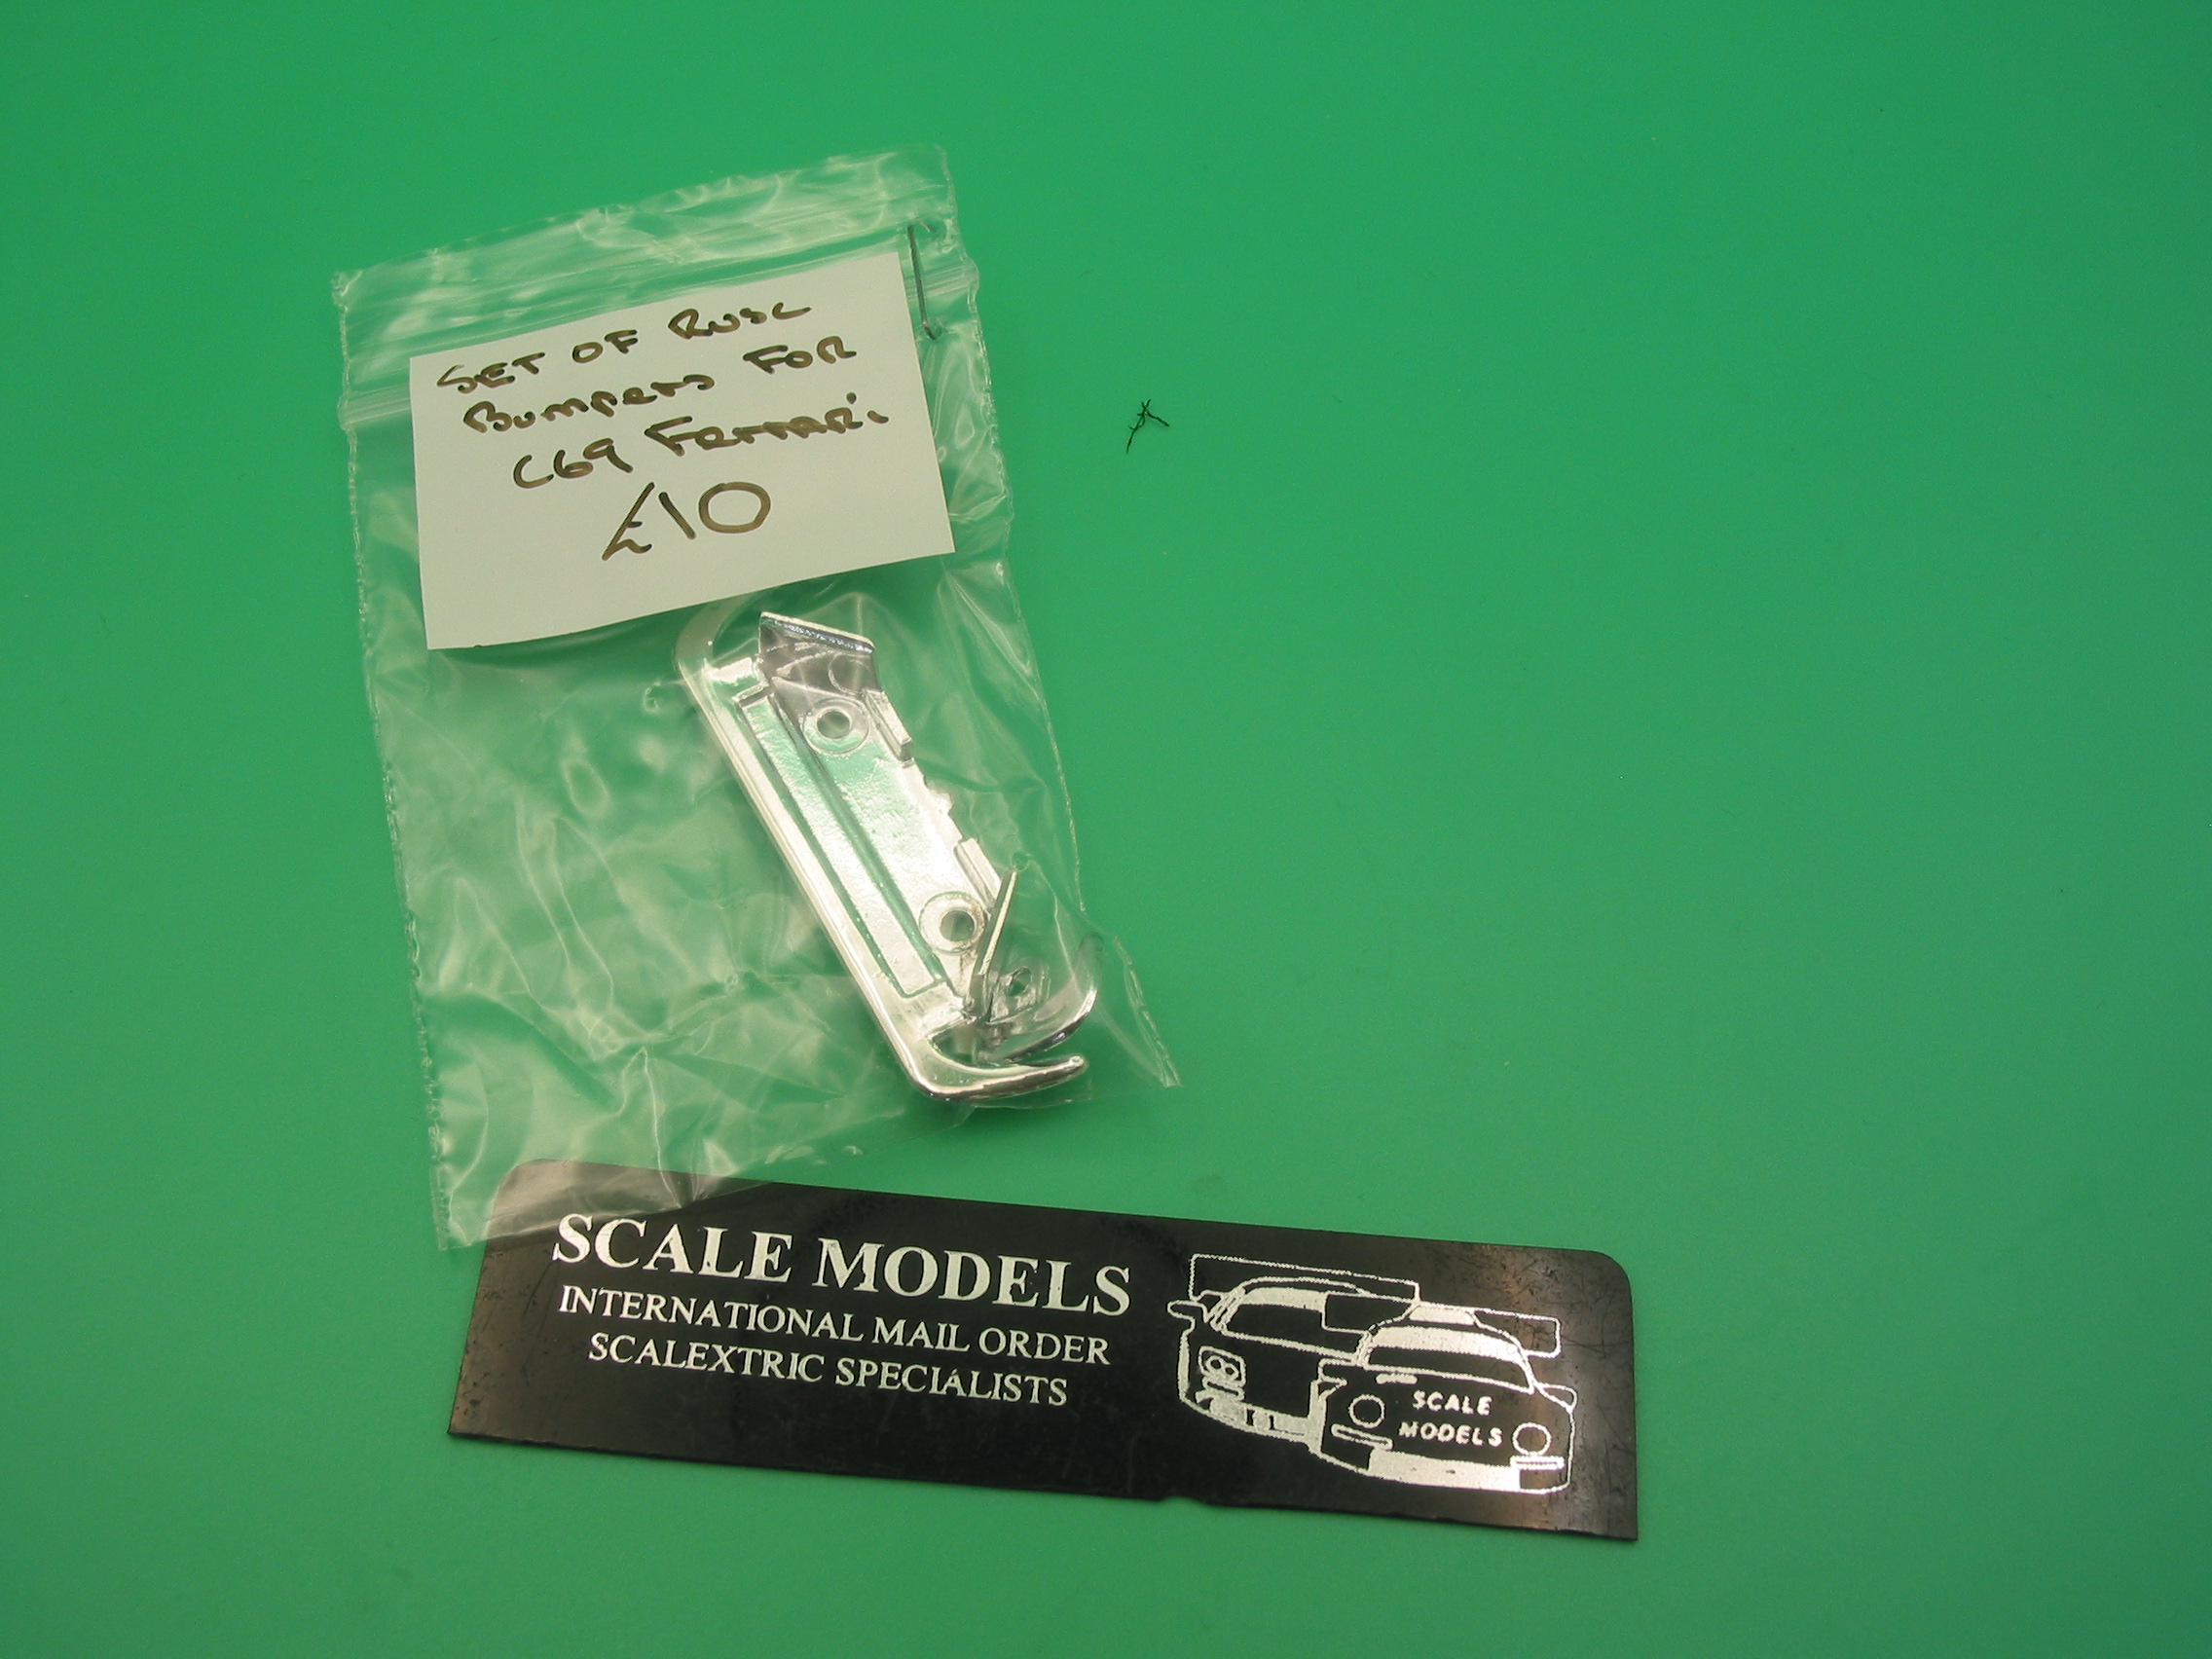 SET OF RUSC
Bumpers FOR
C69 Ferrari
£10
SCALE MODELS
INTERNATIONAL MAIL ORDER
SCALEXTRIC SPECIALISTS
SCALE
MODELS